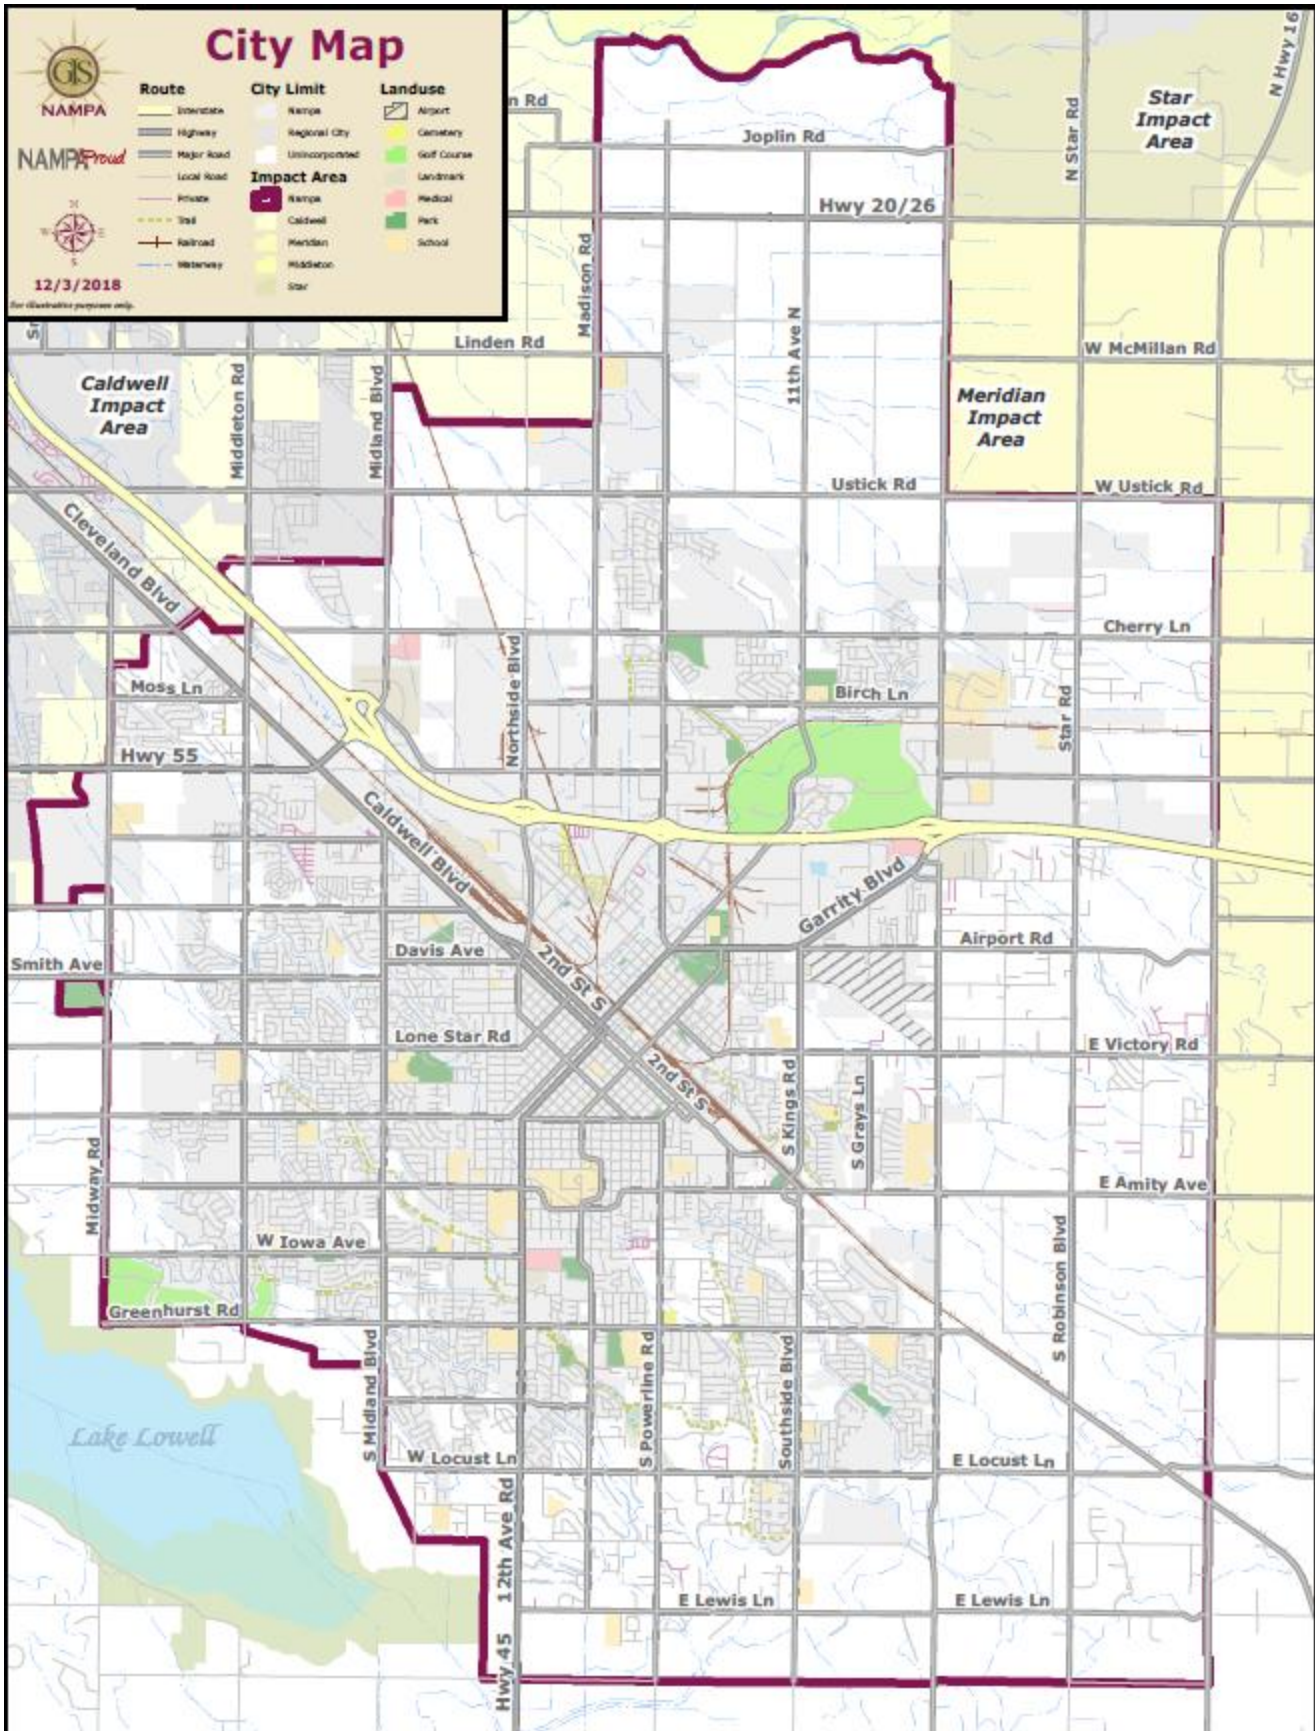 City Map
GIS
NAMPA
NAMPA Proud
N
W
E
S
12/3/2018
For illustrative purposes only.
Route
Interstate
Highway
Major Road
Local Road
Private
Trail
Railroad
Waterway
City Limit
Nampa
Regional City
Unincorporated
Impact Area
Nampa
Caldwell
Meridian
Middleton
Star
Landuse
Airport
Cemetery
Golf Course
Landmark
Medical
Park
School
n Rd
Joplin Rd
N Star Rd
Star
Impact
Area
N Hwy 16
Hwy 20/26
Madison Rd
11th Ave N
Linden Rd
W McMillan Rd
Caldwell
Impact
Area
Middleton Rd
Midland Blvd
Meridian
Impact
Area
Ustick Rd
W Ustick Rd
Cleveland Blvd
Cherry Ln
Moss Ln
Northside Blvd
Birch Ln
Star Rd
Hwy 55
Caldwell Blvd
Garrity Blvd
Davis Ave
2nd St S
Airport Rd
Smith Ave
Lone Star Rd
E Victory Rd
2nd St S
S Kings Rd
S Grays Ln
Midway Rd
E Amity Ave
W Iowa Ave
S Robinson Blvd
Greenhurst Rd
S Midland Blvd
S Powerline Rd
Southside Blvd
Lake Lowell
W Locust Ln
E Locust Ln
12th Ave Rd
E Lewis Ln
E Lewis Ln
Hwy 45